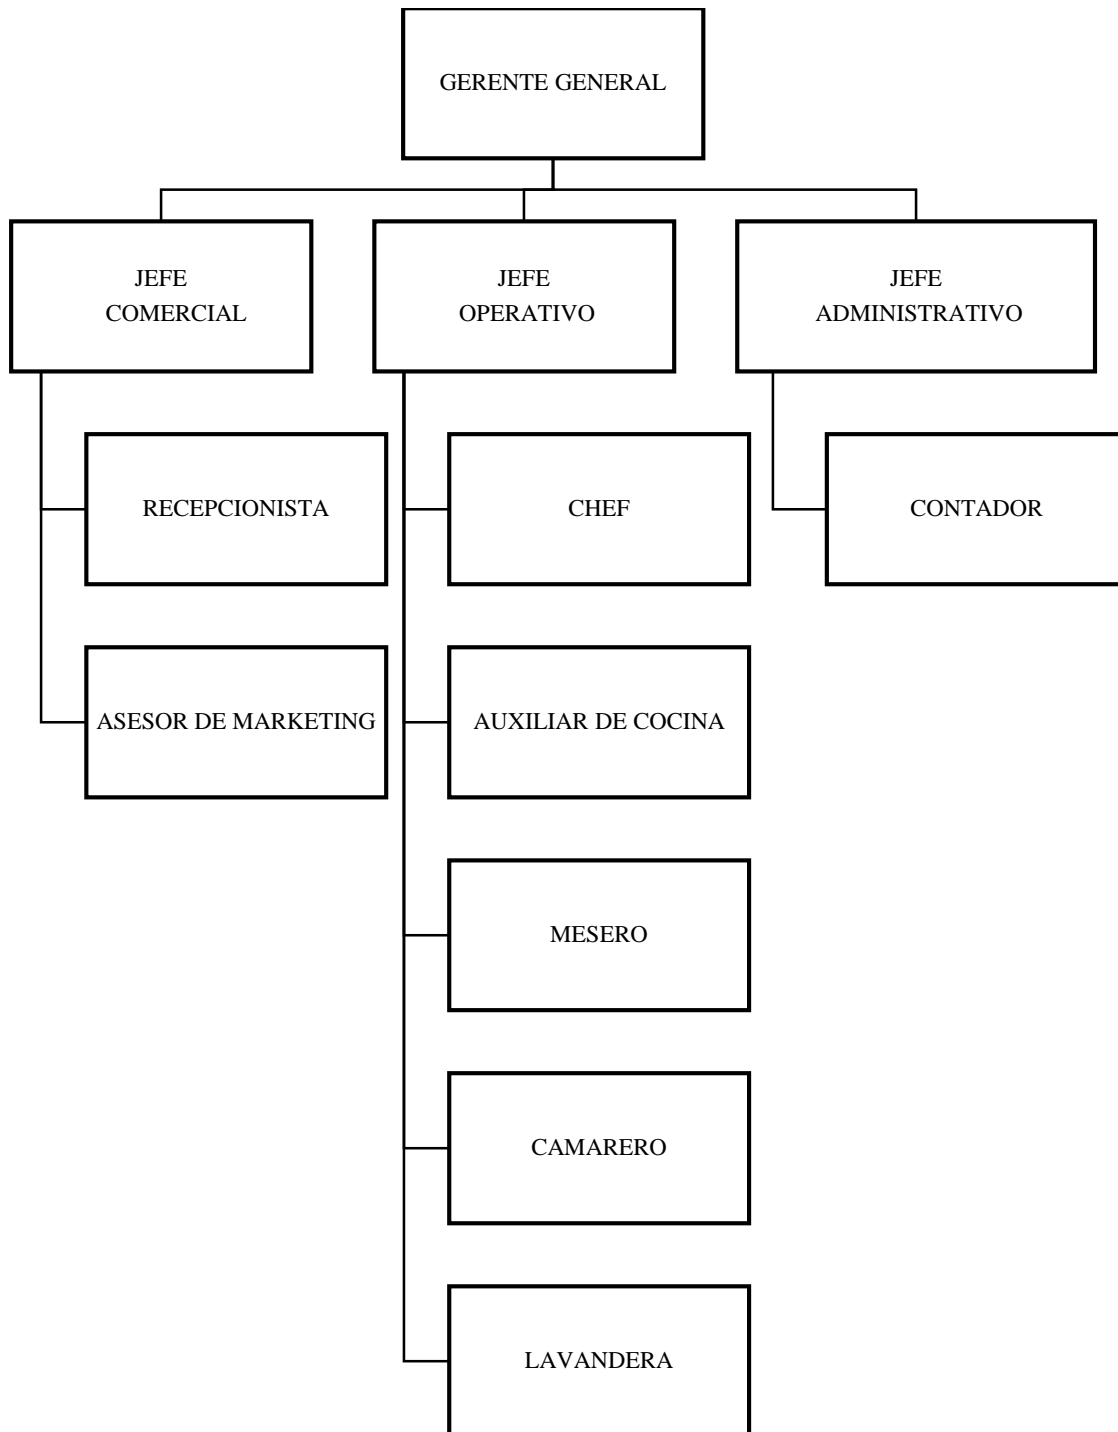 GERENTE GENERAL
JEFE
COMERCIAL
JEFE
OPERATIVO
JEFE
ADMINISTRATIVO
RECEPCIONISTA
CHEF
CONTADOR
ASESOR DE MARKETING
AUXILIAR DE COCINA
MESERO
CAMARERO
LAVANDERA